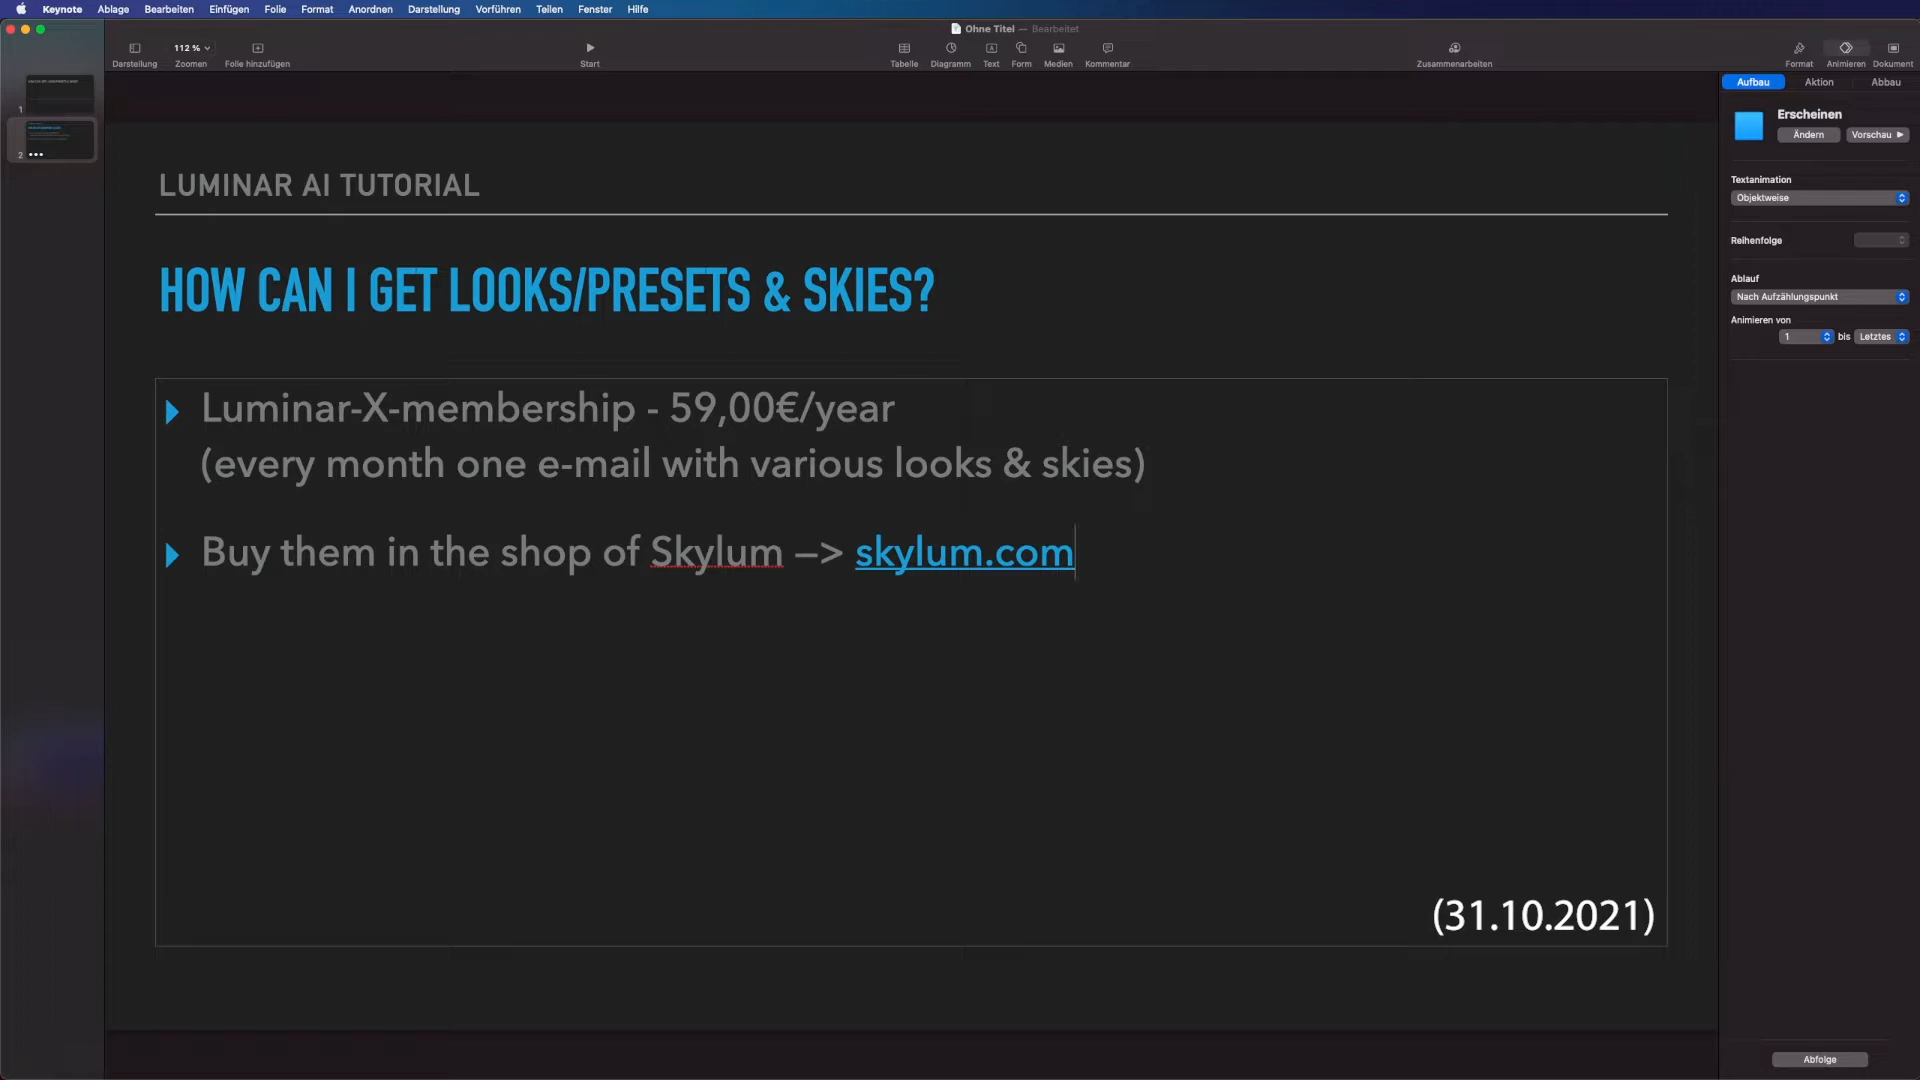 Keynote Ablage Bearbeiten Einfügen Folie Format Anordnen Darstellung Vorführen Teilen Fenster Hilfe
Ohne Titel — Bearbeitet
112 %
Darstellung Zoomen Folie hinzufügen Start Tabelle Diagramm Text Form Medien Kommentar Zusammenarbeiten Format Animieren Dokument
Aufbau Aktion Abbau
1
2
Erscheinen
Ändern Vorschau
Textanimation
Objektweise
Reihenfolge
Ablauf
Nach Aufzählungspunkt
Animieren von
1 bis Letztes
LUMINAR AI TUTORIAL
HOW CAN I GET LOOKS/PRESETS & SKIES?
Luminar-X-membership - 59,00€/year
(every month one e-mail with various looks & skies)
Buy them in the shop of Skylum —> skylum.com
(31.10.2021)
Abfolge